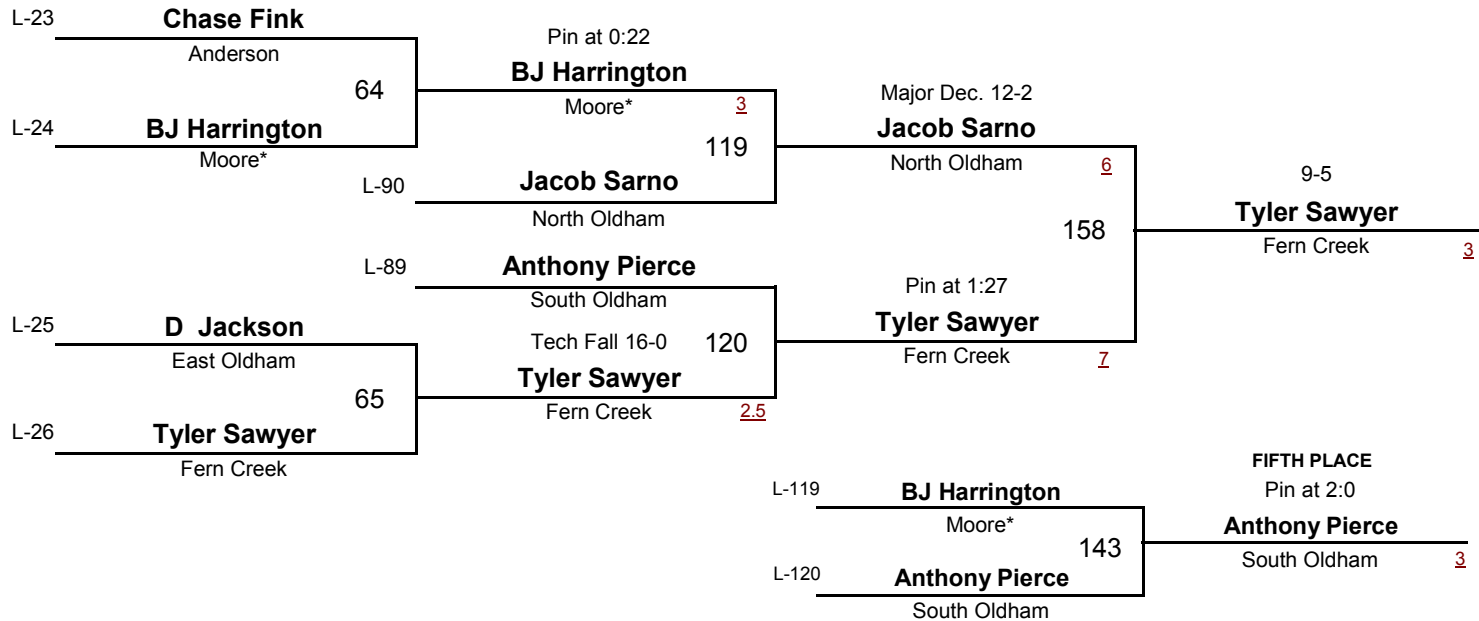 L-23
Chase Fink
Anderson
64
L-24
BJ Harrington
Moore*
Pin at 0:22
BJ Harrington
Moore*
3
119
L-90
Jacob Sarno
North Oldham
Major Dec. 12-2
Jacob Sarno
North Oldham
6
158
9-5
Tyler Sawyer
Fern Creek
3
L-89
Anthony Pierce
South Oldham
120
Pin at 1:27
Tyler Sawyer
Fern Creek
7
L-25
D Jackson
East Oldham
65
L-26
Tyler Sawyer
Fern Creek
Tech Fall 16-0
Tyler Sawyer
Fern Creek
2.5
L-119
BJ Harrington
Moore*
143
L-120
Anthony Pierce
South Oldham
FIFTH PLACE
Pin at 2:0
Anthony Pierce
South Oldham
3